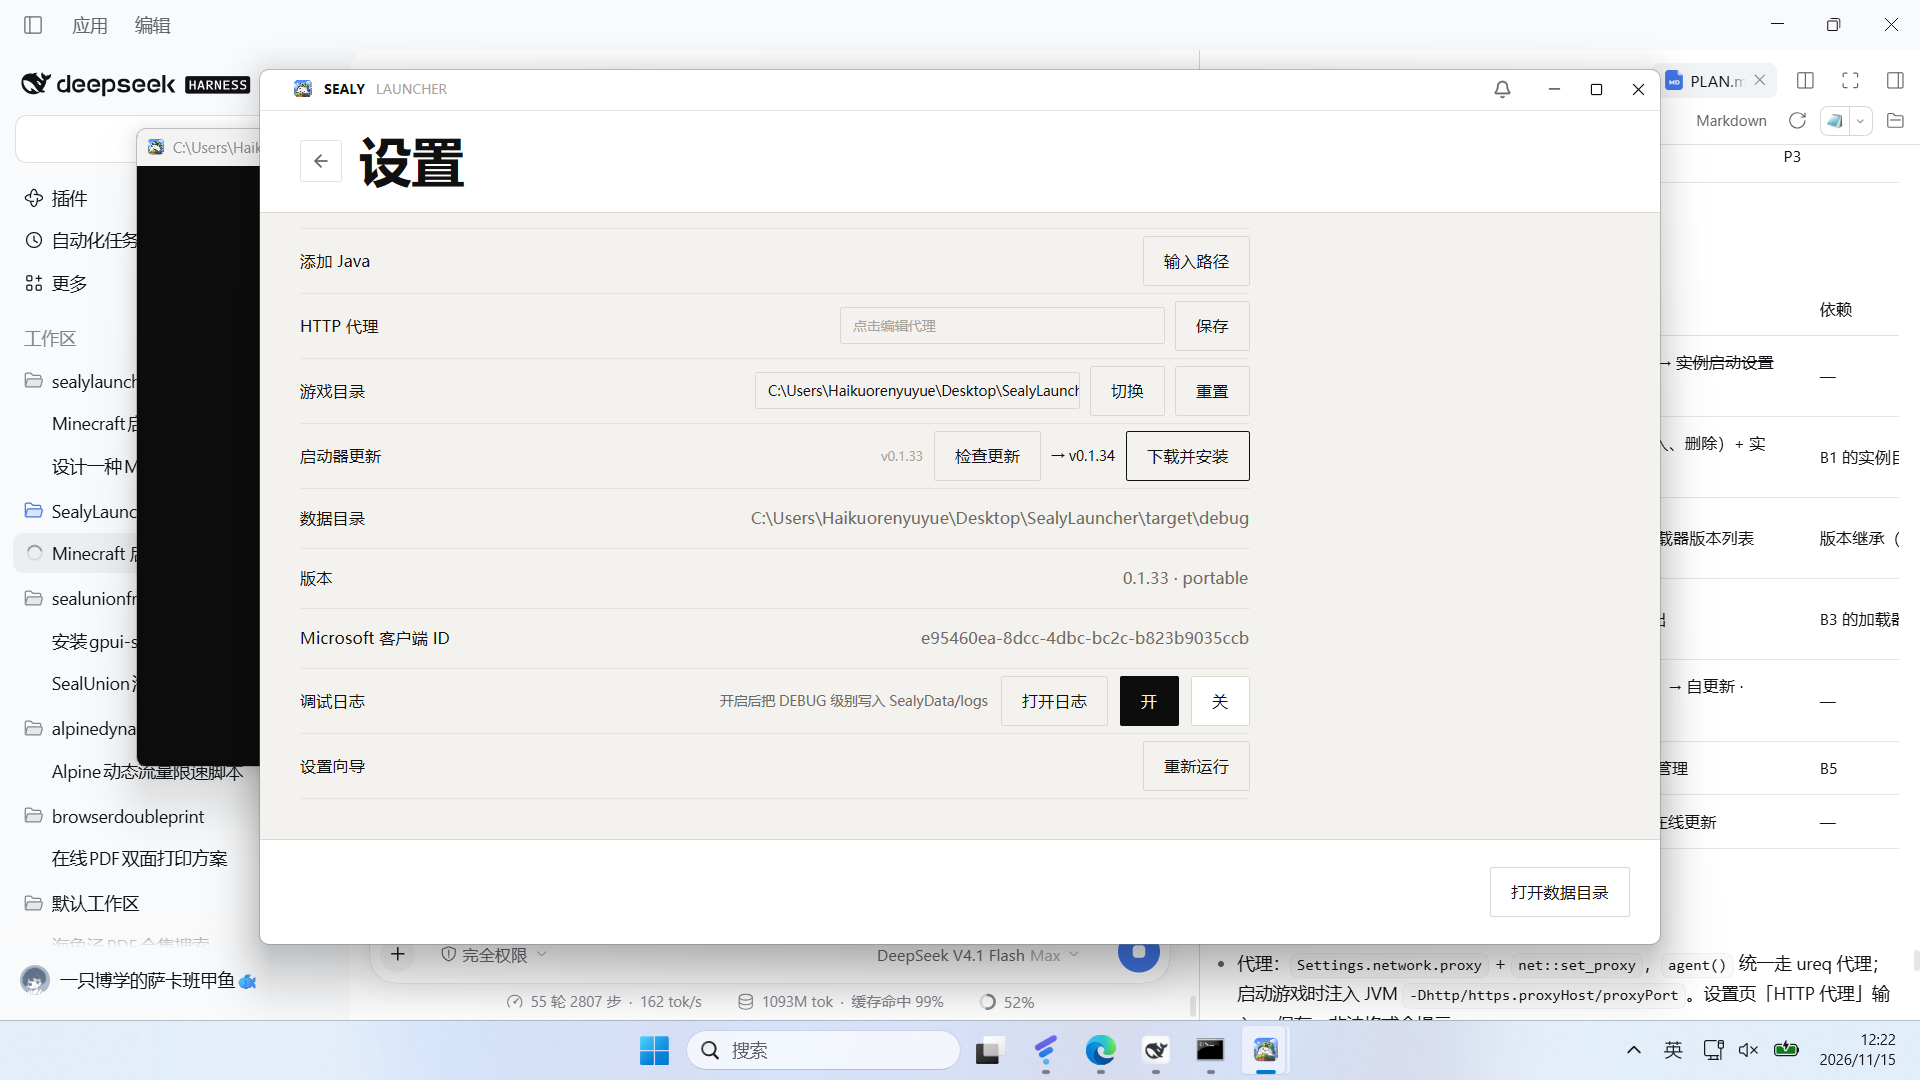 应用 编辑
deepseek HARNESS
插件
自动化任务
更多
工作区
sealylaunch
Minecraft
设计一种 M
SealyLaunc
Minecraft
sealunionfr
安装 gpui-s
SealUnion
alpinedyna
Alpine 动态流量限速脚本
browserdoubleprint
在线 PDF 双面打印方案
默认工作区
一只博学的萨卡班甲鱼
C:\Users\Haik
SEALY LAUNCHER
设置
添加 Java 输入路径
HTTP 代理 点击编辑代理 保存
游戏目录 C:\Users\Haikuorenyuyue\Desktop\SealyLaunch 切换 重置
启动器更新 v0.1.33 检查更新 → v0.1.34 下载并安装
数据目录 C:\Users\Haikuorenyuyue\Desktop\SealyLauncher\target\debug
版本 0.1.33 · portable
Microsoft 客户端 ID e95460ea-8dcc-4dbc-bc2c-b823b9035ccb
调试日志 开启后把 DEBUG 级别写入 SealyData/logs 打开日志 开 关
设置向导 重新运行
打开数据目录
完全权限 DeepSeek V4.1 Flash Max
55 轮 2807 步 · 162 tok/s 1093M tok · 缓存命中 99% 52%
PLAN.m
Markdown
P3
依赖
→ 实例启动设置 —
、删除）+ 实
B1 的实例目
载器版本列表 版本继承（
B3 的加载器
→ 自更新 · —
管理 B5
在线更新 —
• 代理： Settings.network.proxy + net::set_proxy , agent() 统一走 ureq 代理；
启动游戏时注入 JVM -Dhttp/https.proxyHost/proxyPort 。设置页「HTTP 代理」输
搜索
英
12:22
2026/11/15